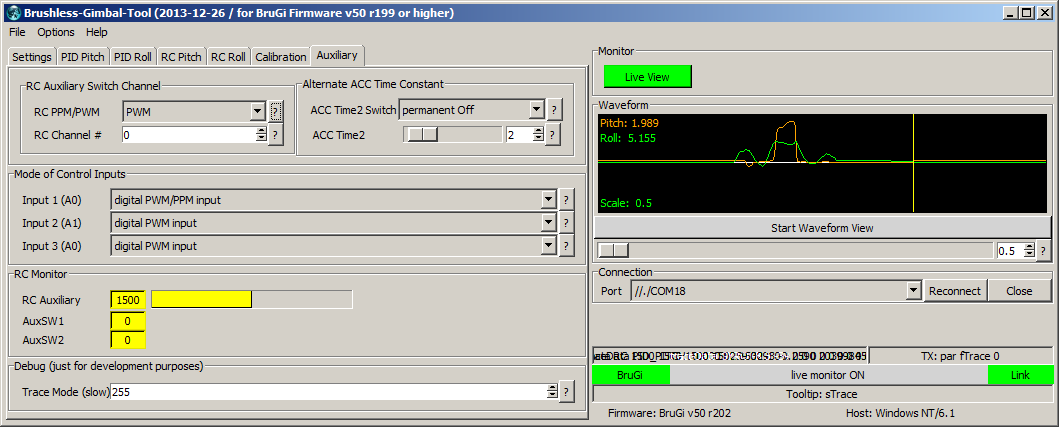 Brushless-Gimbal-Tool (2013-12-26 / for BruGi Firmware v50 r199 or higher)
File Options Help
Settings PID Pitch PID Roll RC Pitch RC Roll Calibration Auxiliary
RC Auxiliary Switch Channel
RC PPM/PWM PWM ?
RC Channel # 0 ?
Alternate ACC Time Constant
ACC Time2 Switch permanent Off ?
ACC Time2 2 ?
Mode of Control Inputs
Input 1 (A0) digital PWM/PPM input ?
Input 2 (A1) digital PWM input ?
Input 3 (A0) digital PWM input ?
RC Monitor
RC Auxiliary 1500
AuxSW1 0
AuxSW2 0
Debug (just for development purposes)
Trace Mode (slow) 255 ?
Monitor
Live View
Waveform
Pitch: 1.989
Roll: 5.155
Scale: 0.5
Start Waveform View
0.5 ?
Connection
Port //./COM18 Reconnect Close
TX: par fTrace 0
BruGi live monitor ON Link
Tooltip: sTrace
Firmware: BruGi v50 r202 Host: Windows NT/6.1